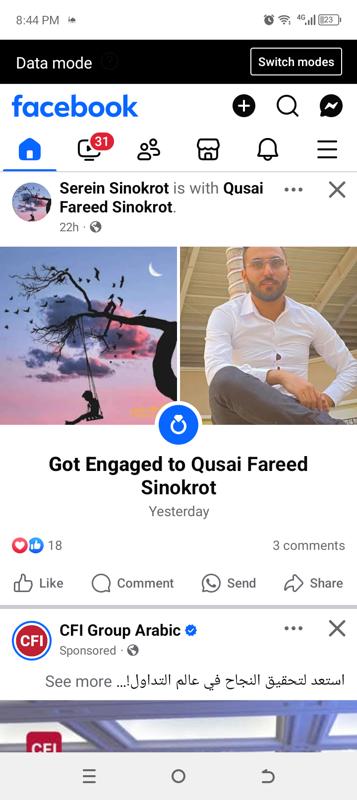 8:44 PM
4G
23
Data mode
Switch modes
facebook
31
Serein Sinokrot is with Qusai
Fareed Sinokrot.
22h ·
Got Engaged to Qusai Fareed
Sinokrot
Yesterday
18
3 comments
Like
Comment
Send
Share
CFI
CFI Group Arabic
Sponsored ·
استعد لتحقيق النجاح في عالم التداول!... See more
CFI